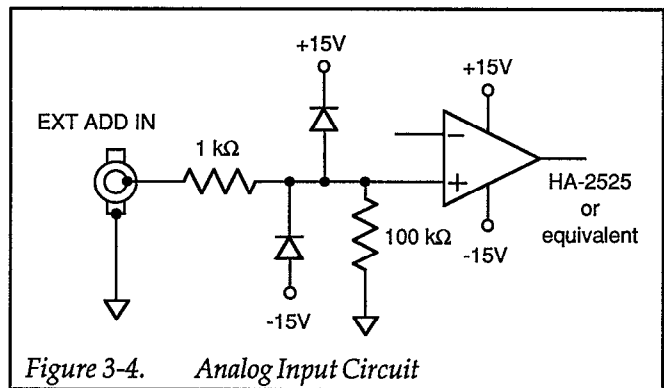 +15V
+15V
EXT ADD IN
1 kΩ
−
+
HA-2525
or
equivalent
100 kΩ
-15V
-15V
Figure 3-4. Analog Input Circuit